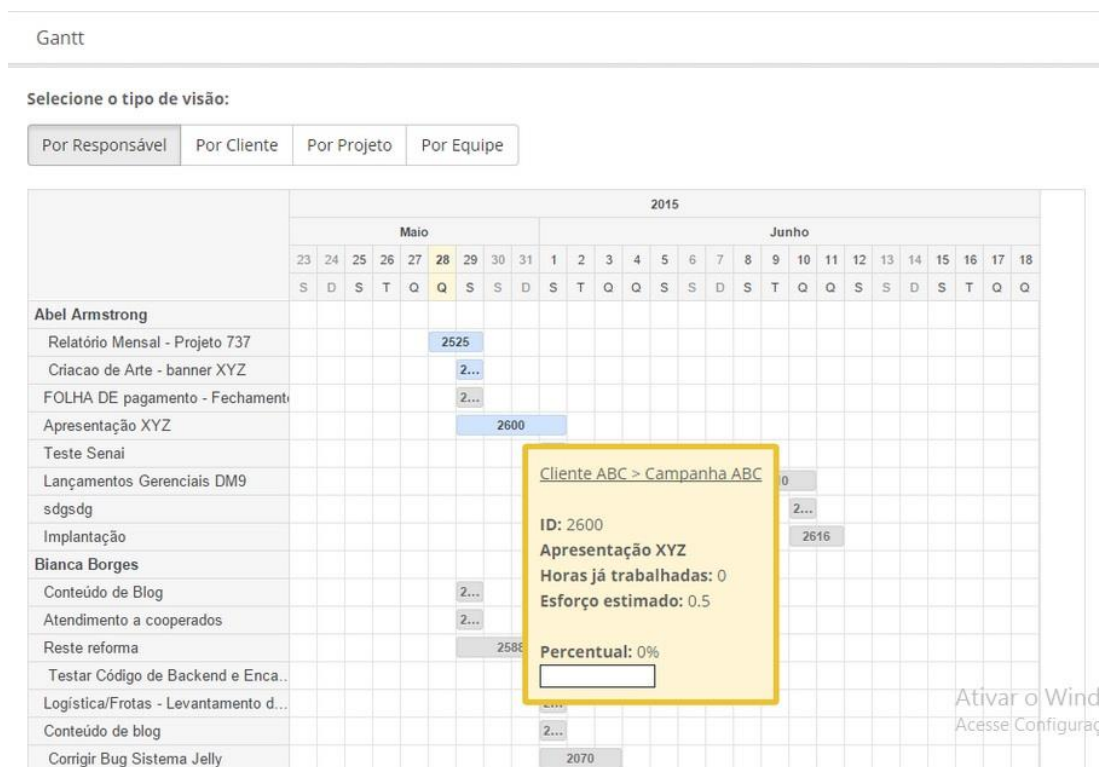 Gantt
Selecione o tipo de visão:
Por Responsável Por Cliente Por Projeto Por Equipe
2015
Maio Junho
23 24 25 26 27 28 29 30 31 1 2 3 4 5 6 7 8 9 10 11 12 13 14 15 16 17 18
S D S T Q Q S S D S T Q Q S S D S T Q Q S S D S T Q Q
Abel Armstrong
Relatório Mensal - Projeto 737 2525
Criacao de Arte - banner XYZ 2...
FOLHA DE pagamento - Fechamento 2...
Apresentação XYZ 2600
Teste Senai
Lançamentos Gerenciais DM9 0
sdgsdg 2...
Implantação 2616
Bianca Borges
Conteúdo de Blog 2...
Atendimento a cooperados 2...
Reste reforma 2588
Testar Código de Backend e Enca...
Logística/Frotas - Levantamento d... 2...
Conteúdo de blog 2...
Corrigir Bug Sistema Jelly 2070
Cliente ABC > Campanha ABC
ID: 2600
Apresentação XYZ
Horas já trabalhadas: 0
Esforço estimado: 0.5
Percentual: 0%
Ativar o Wind
Acesse Configuraç